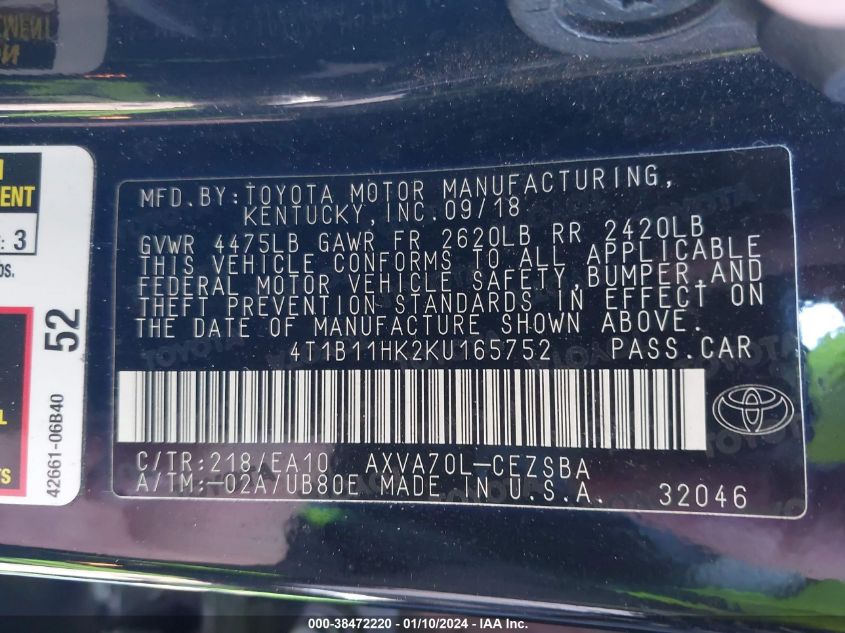 MFD.BY:TOYOTA MOTOR MANUFACTURING,
KENTUCKY,INC.09/18
GVWR 4475LB GAWR FR 2620LB RR 2420LB
THIS VEHICLE CONFORMS TO ALL APPLICABLE
FEDERAL MOTOR VEHICLE SAFETY,BUMPER,AND
THEFT PREVENTION STANDARDS IN EFFECT ON
THE DATE OF MANUFACTURE SHOWN ABOVE.
4T1B11HK2KU165752 PASS.CAR
C/TR:218/EA10 AXVA70L-CEZSBA
A/TM:-02A/UB80E MADE IN U.S.A. 32046
: 3
52
42661-06B40
000-38472220 - 01/10/2024 - IAA Inc.